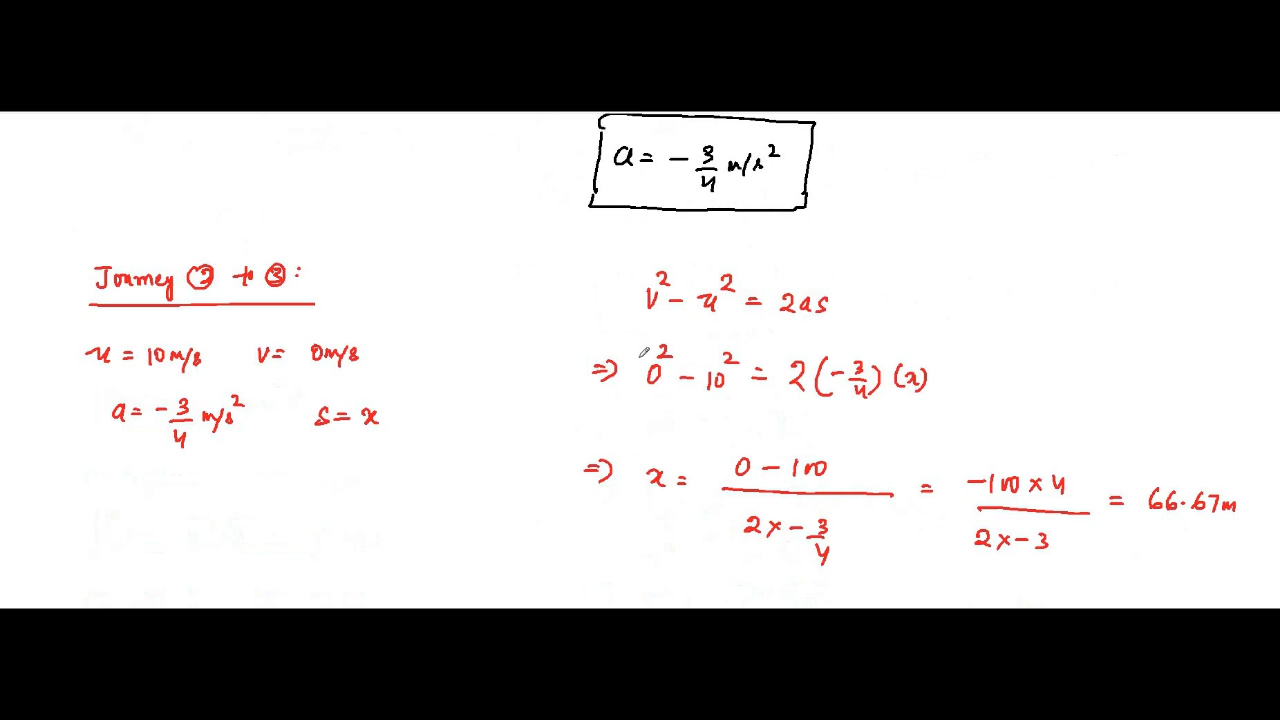 a = - 3/4 m/s²
Journey ② + ③:
u = 10 m/s v = 0 m/s
a = - 3/4 m/s² s = x
v² - u² = 2as
⇒ 0² - 10² = 2(-3/4)(x)
⇒ x = (0 - 100)/(2 x - 3/4) = (-100 x 4)/(2 x - 3) = 66.67m